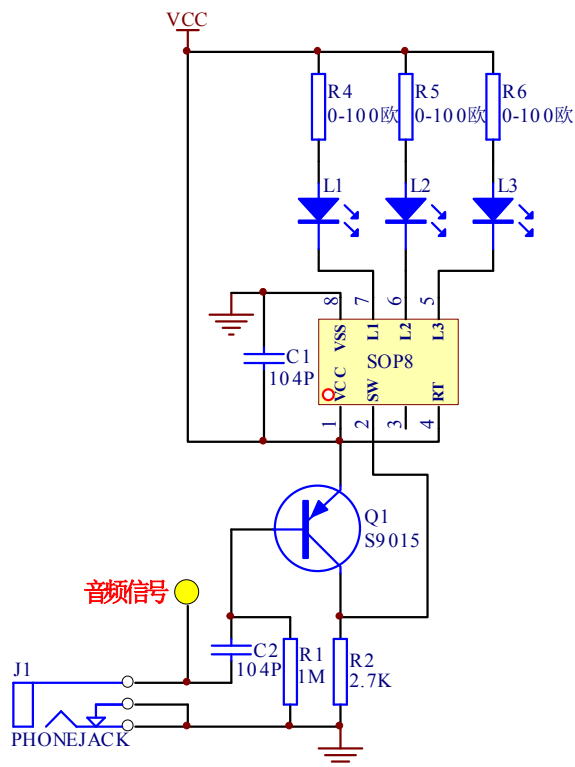 VCC
R4
0-100欧
R5
0-100欧
R6
0-100欧
L1
L2
L3
8
7
6
5
VSS
L1
L2
L3
C1
104P
SOP8
VCC
SW
RT
1
2
3
4
Q1
S9015
音频信号
C2
104P
R1
1M
R2
2.7K
J1
PHONEJACK